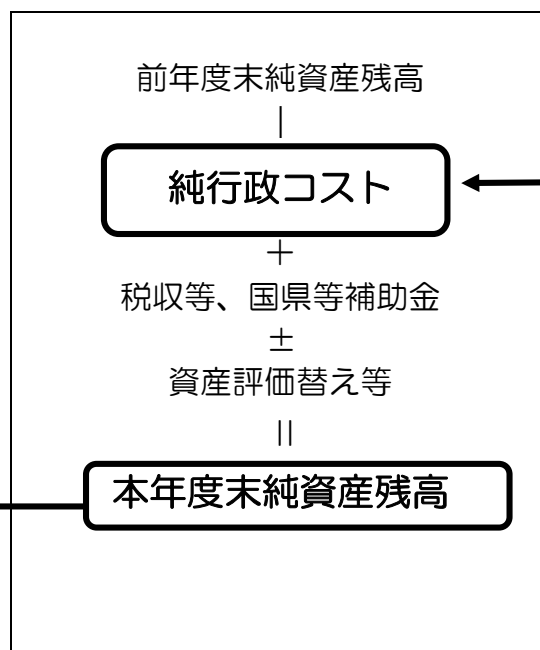 前年度末純資産残高
｜
純行政コスト
＋
税収等、国県等補助金
±
資産評価替え等
||
本年度末純資産残高